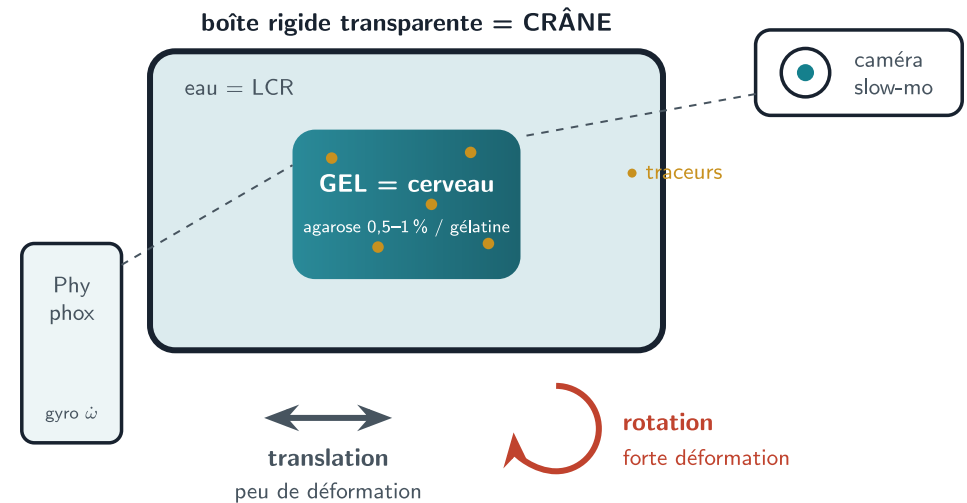 boîte rigide transparente = CRÂNE
eau = LCR
caméra
slow-mo
traceurs
GEL = cerveau
agarose 0,5–1 % / gélatine
Phy
phox
gyro ω̇
translation
peu de déformation
rotation
forte déformation